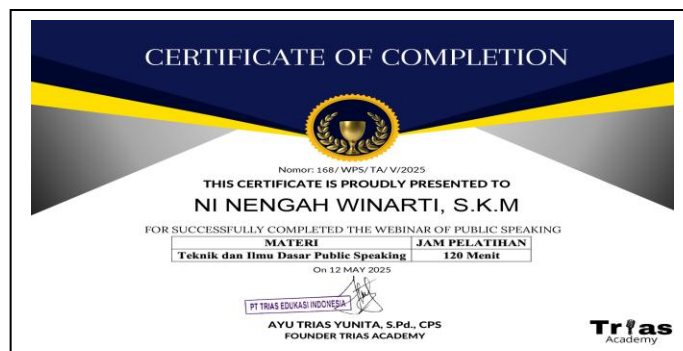 CERTIFICATE OF COMPLETION
Nomor: 168/ WPS/ TA/ V/2025
THIS CERTIFICATE IS PROUDLY PRESENTED TO
NI NENGAH WINARTI, S.K.M
FOR SUCCESSFULLY COMPLETED THE WEBINAR OF PUBLIC SPEAKING
MATERI JAM PELATIHAN
Teknik dan Ilmu Dasar Public Speaking 120 Menit
On 12 MAY 2025
PT TRIAS EDUKASI INDONESIA
AYU TRIAS YUNITA, S.Pd., CPS
FOUNDER TRIAS ACADEMY
Trias
Academy